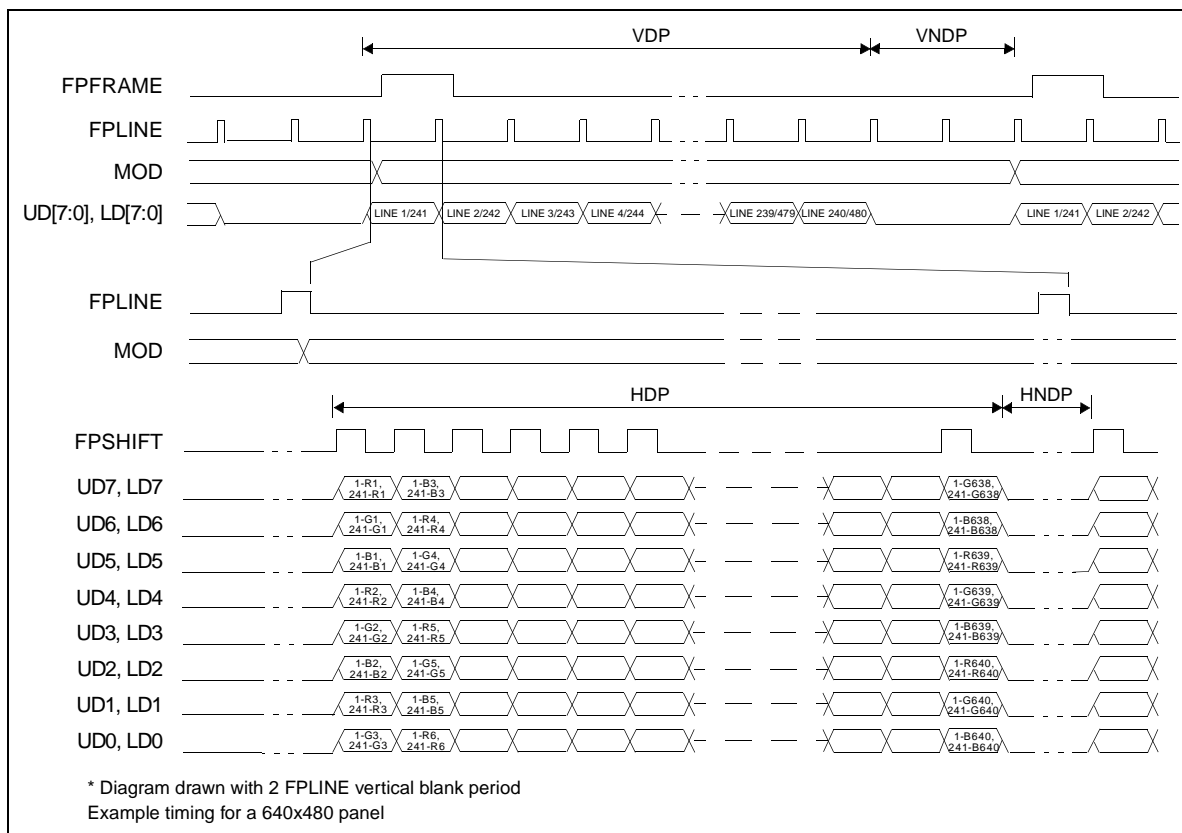 VDP VNDP
FPFRAME
FPLINE
MOD
UD[7:0], LD[7:0] LINE 1/241 LINE 2/242 LINE 3/243 LINE 4/244 LINE 239/479 LINE 240/480 LINE 1/241 LINE 2/242
FPLINE
MOD
HDP HNDP
FPSHIFT
UD7, LD7 1-R1, 241-R1 1-B3, 241-B3 1-G638, 241-G638
UD6, LD6 1-G1, 241-G1 1-R4, 241-R4 1-B638, 241-B638
UD5, LD5 1-B1, 241-B1 1-G4, 241-G4 1-R639, 241-R639
UD4, LD4 1-R2, 241-R2 1-B4, 241-B4 1-G639, 241-G639
UD3, LD3 1-G2, 241-G2 1-R5, 241-R5 1-B639, 241-B639
UD2, LD2 1-B2, 241-B2 1-G5, 241-G5 1-R640, 241-R640
UD1, LD1 1-R3, 241-R3 1-B5, 241-B5 1-G640, 241-G640
UD0, LD0 1-G3, 241-G3 1-R6, 241-R6 1-B640, 241-B640
* Diagram drawn with 2 FPLINE vertical blank period
Example timing for a 640x480 panel